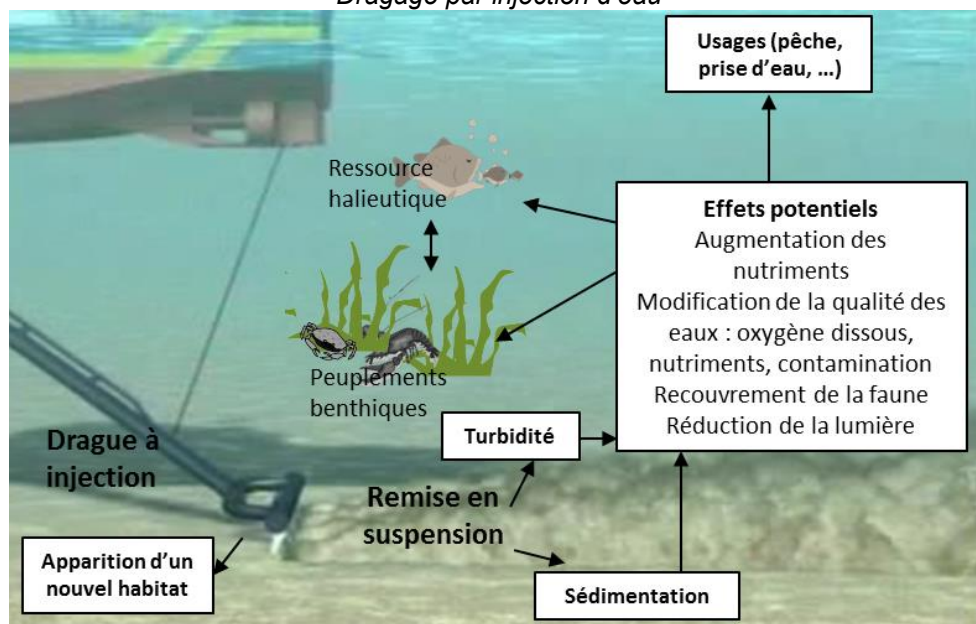 Dragage par injection d'eau
Usages (pêche,
prise d'eau, ...)
Ressource
halieutique
Effets potentiels
Augmentation des
nutriments
Modification de la qualité des
eaux : oxygène dissous,
nutriments, contamination
Recouvrement de la faune
Réduction de la lumière
Peuplements
benthiques
Turbidité
Drague à
injection
Remise en
suspension
Apparition d'un
nouvel habitat
Sédimentation